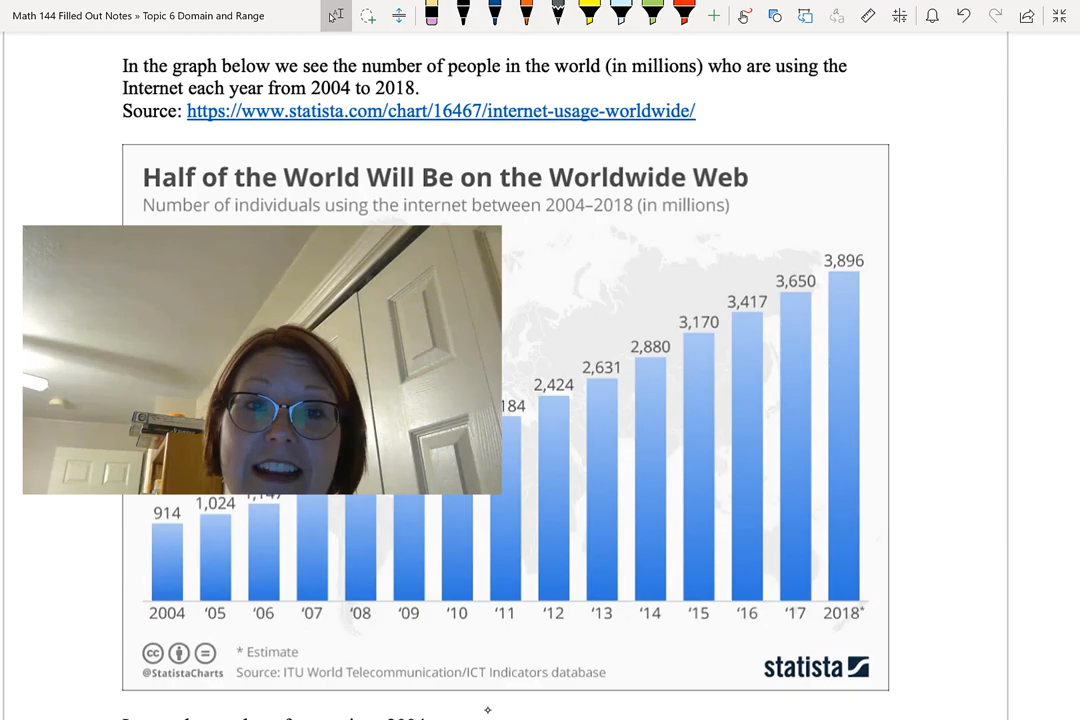 Math 144 Filled Out Notes » Topic 6 Domain and Range
In the graph below we see the number of people in the world (in millions) who are using the
Internet each year from 2004 to 2018.
Source: https://www.statista.com/chart/16467/internet-usage-worldwide/
Half of the World Will Be on the Worldwide Web
Number of individuals using the internet between 2004–2018 (in millions)
3,896
3,650
3,417
3,170
2,880
2,631
2,424
184
1,024
914
2004 '05 '06 '07 '08 '09 '10 '11 '12 '13 '14 '15 '16 '17 2018*
* Estimate
@StatistaCharts Source: ITU World Telecommunication/ICT Indicators database
statista